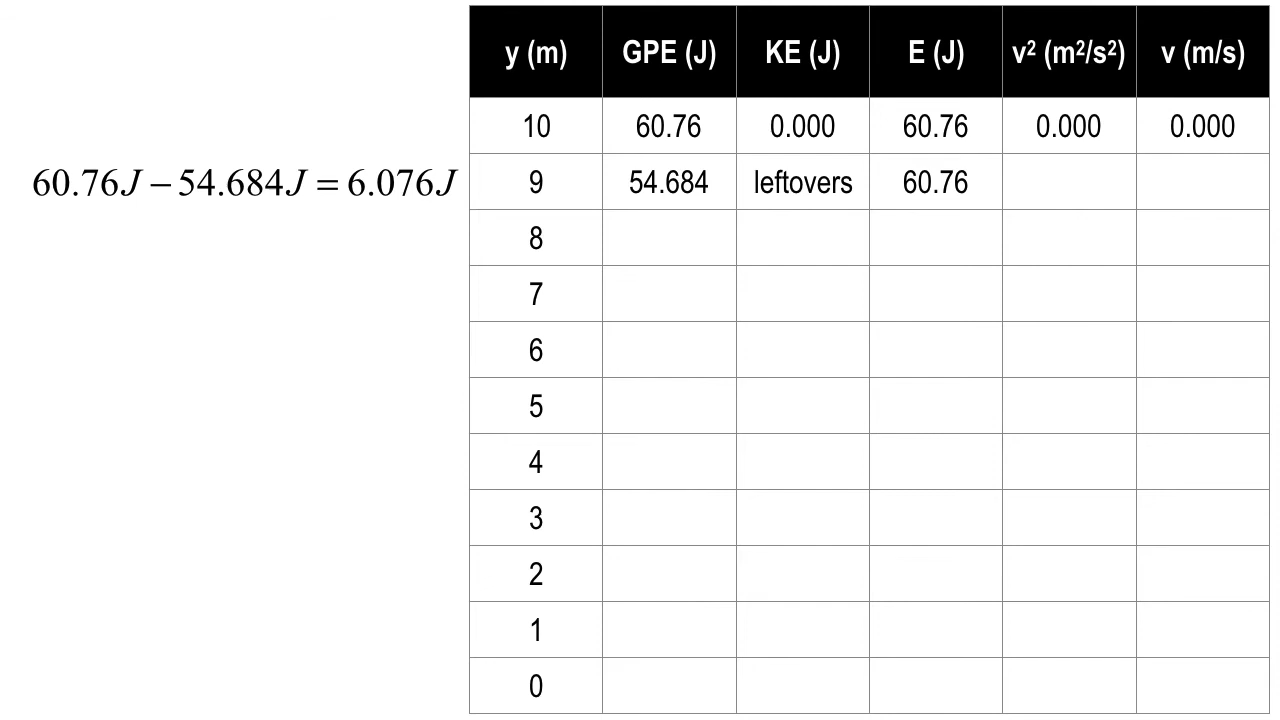 y (m) GPE (J) KE (J) E (J) v² (m²/s²) v (m/s)
10 60.76 0.000 60.76 0.000 0.000
60.76J − 54.684J = 6.076J
9 54.684 leftovers 60.76
8
7
6
5
4
3
2
1
0